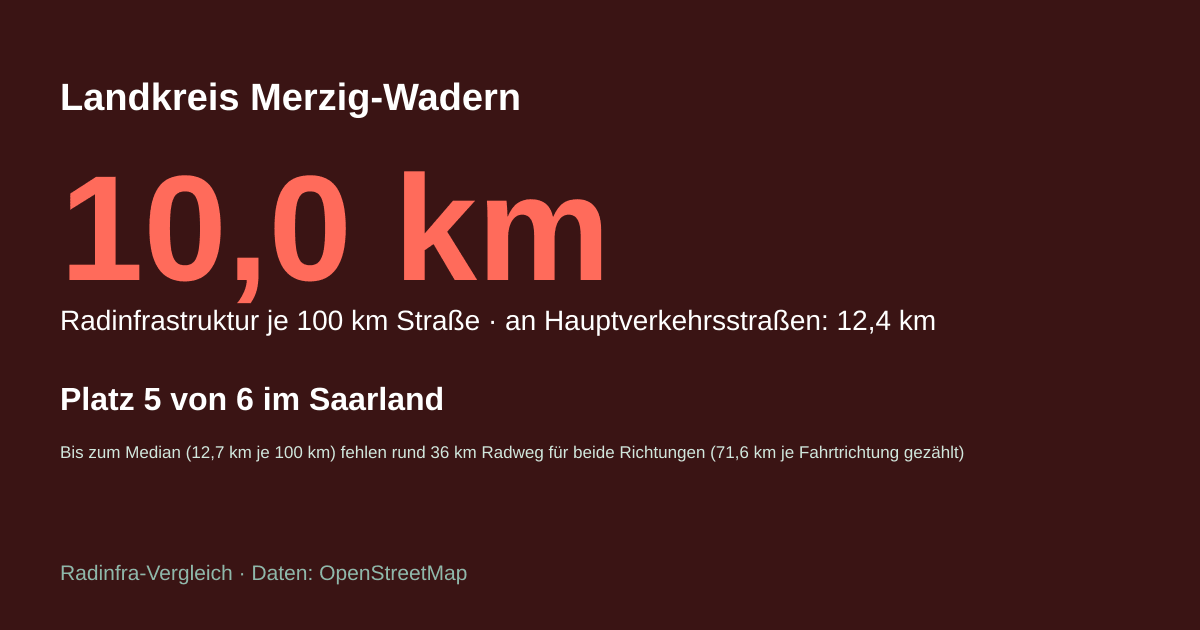 Landkreis Merzig-Wadern
10,0 km
Radinfrastruktur je 100 km Straße · an Hauptverkehrsstraßen: 12,4 km
Platz 5 von 6 im Saarland
Bis zum Median (12,7 km je 100 km) fehlen rund 36 km Radweg für beide Richtungen (71,6 km je Fahrtrichtung gezählt)
Radinfra-Vergleich · Daten: OpenStreetMap